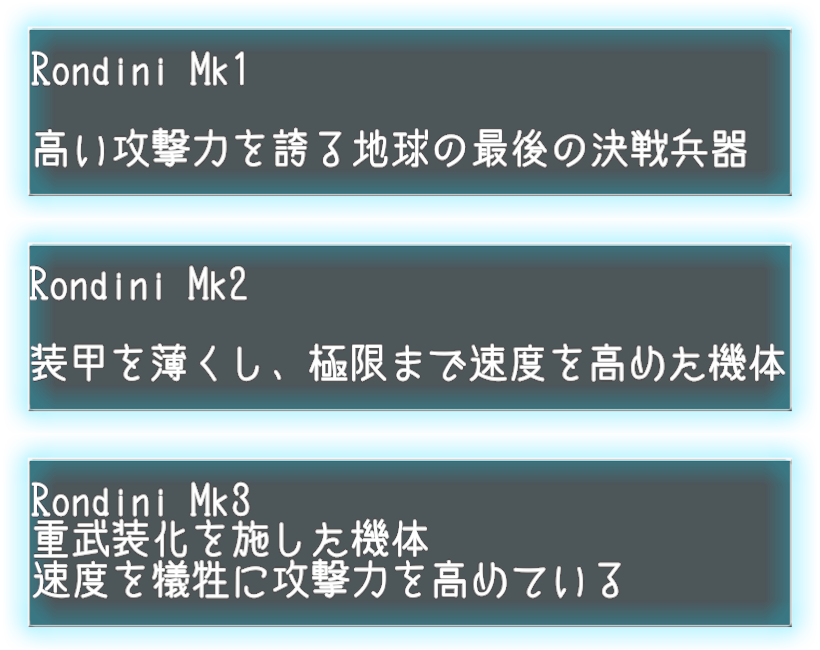 Rondini Mk1
高い攻撃力を誇る地球の最後の決戦兵器
Rondini Mk2
装甲を薄くし、極限まで速度を高めた機体
Rondini Mk3
重武装化を施した機体
速度を犠牲に攻撃力を高めている